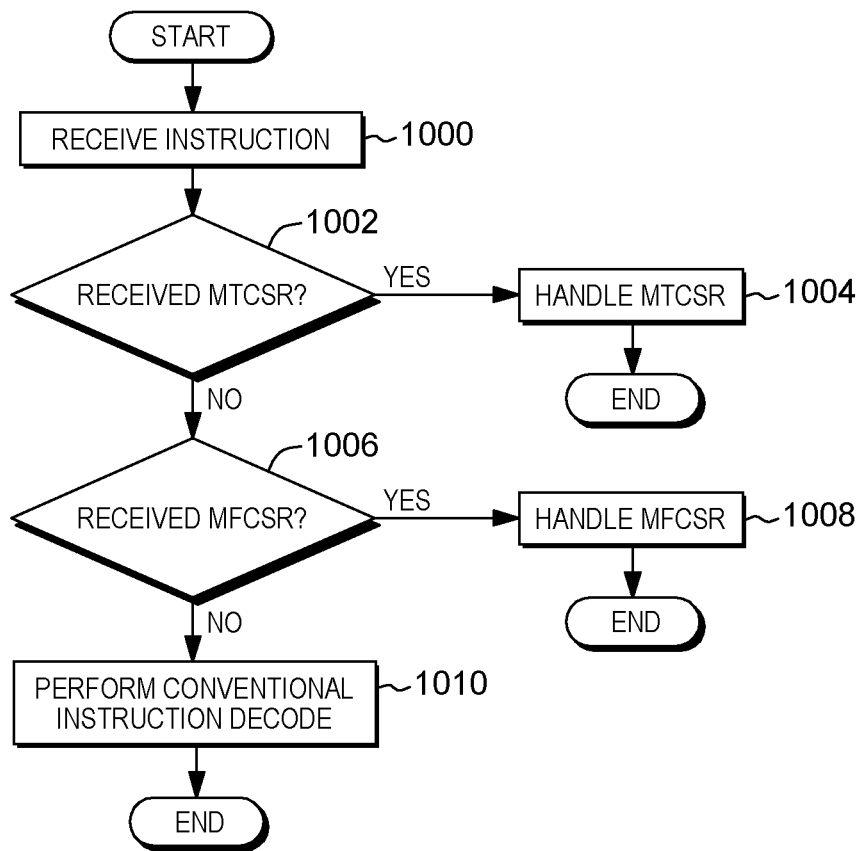 START
RECEIVE INSTRUCTION
1000
1002
RECEIVED MTCSR?
YES
HANDLE MTCSR
1004
END
NO
1006
RECEIVED MFCSR?
YES
HANDLE MFCSR
1008
END
NO
PERFORM CONVENTIONAL
INSTRUCTION DECODE
1010
END